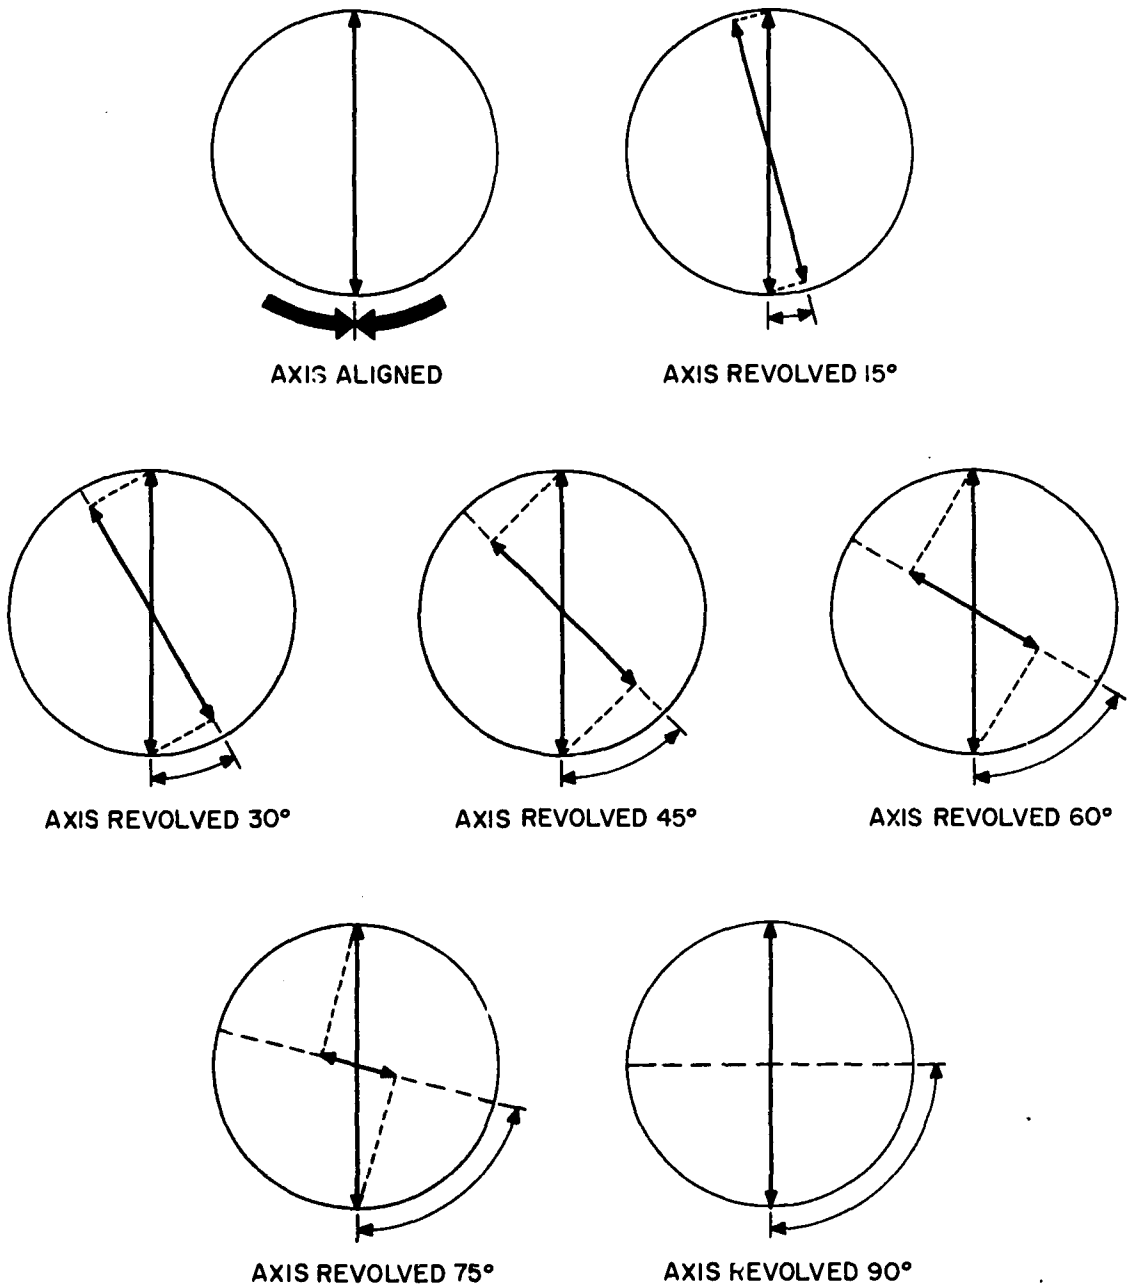 AXIS ALIGNED
AXIS REVOLVED 15°
AXIS REVOLVED 30°
AXIS REVOLVED 45°
AXIS REVOLVED 60°
AXIS REVOLVED 75°
AXIS REVOLVED 90°